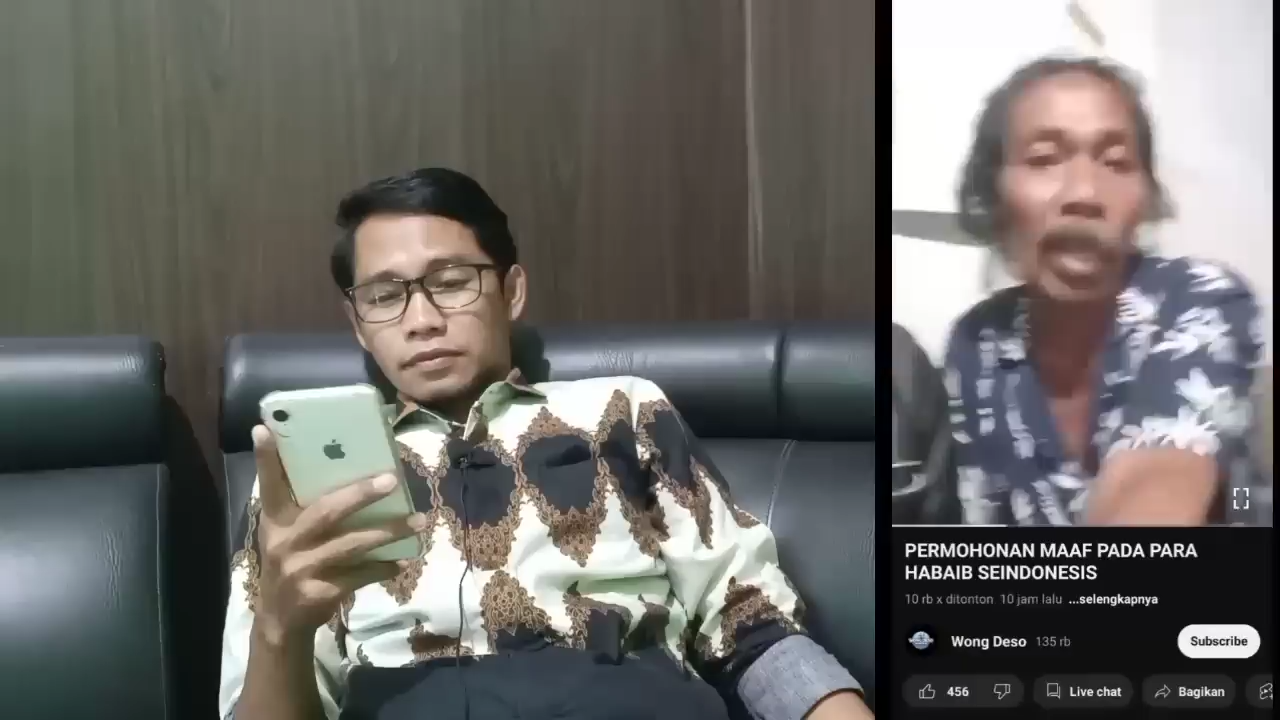 PERMOHONAN MAAF PADA PARA
HABAIB SEINDONESIS
10 rb x ditonton 10 jam lalu ...selengkapnya
Wong Deso 135 rb
Subscribe
456
Live chat
Bagikan